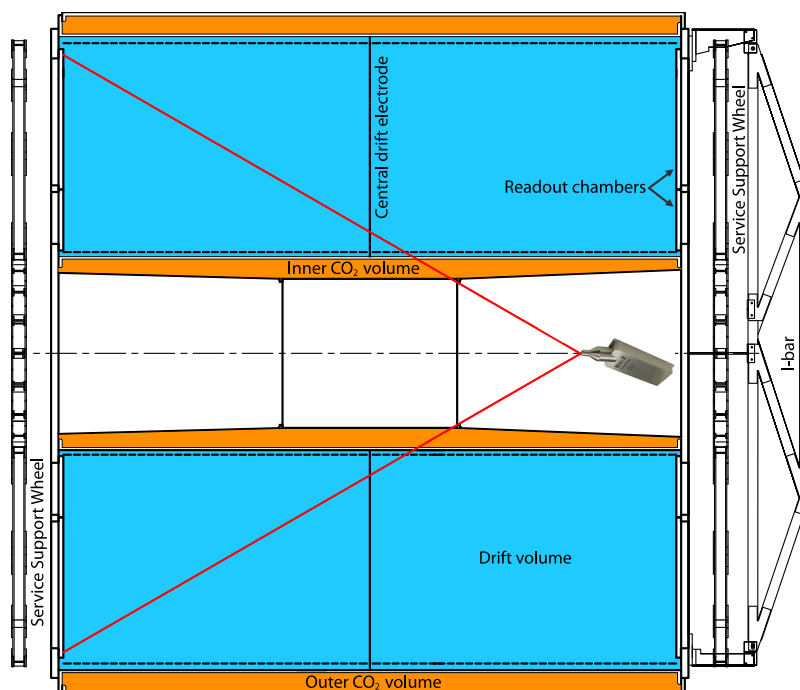 Central drift electrode
Service Support Wheel
Readout chambers
Inner CO₂ volume
I-bar
Service Support Wheel
Drift volume
Outer CO₂ volume